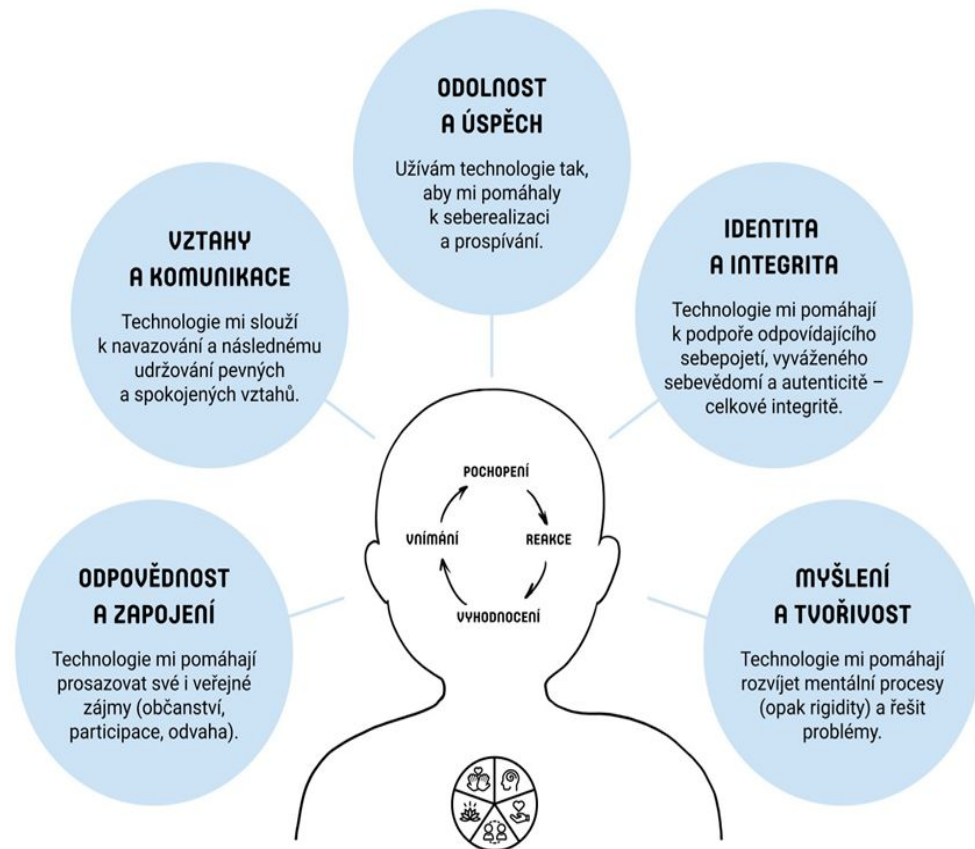 ODOLNOST
A ÚSPĚCH
Užívám technologie tak,
aby mi pomáhaly
k seberealizaci
a prospívání.
VZTAHY
A KOMUNIKACE
Technologie mi slouží
k navazování a následnému
udržování pevných
a spokojených vztahů.
IDENTITA
A INTEGRITA
Technologie mi pomáhají
k podpoře odpovídajícího
sebepojetí, vyváženého
sebevědomí a autenticitě –
celkové integritě.
POCHOPENÍ
VNÍMÁNÍ
REAKCE
VYHODNOCENÍ
ODPOVĚDNOST
A ZAPOJENÍ
Technologie mi pomáhají
prosazovat své i veřejné
zájmy (občanství,
participace, odvaha).
MYŠLENÍ
A TVOŘIVOST
Technologie mi pomáhají
rozvíjet mentální procesy
(opak rigidity) a řešit
problémy.